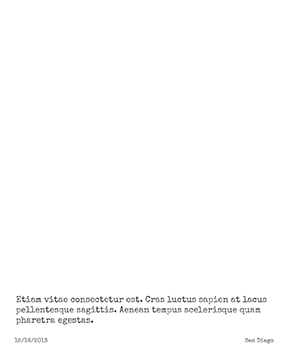 Etiam vitae consectetur est. Cras luctus sapien at lacus
pellentesque sagittis. Aenean tempus scelerisque quam
pharetra egestas.
12/16/2013
San Diego